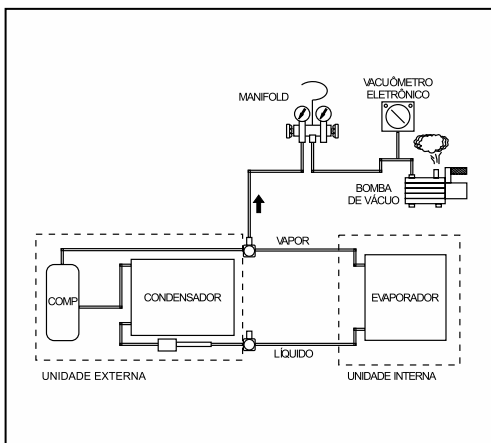 MANIFOLD
VACUÔMETRO
ELETRÔNICO
BOMBA
DE VÁCUO
VAPOR
COMP
CONDENSADOR
EVAPORADOR
LÍQUIDO
UNIDADE EXTERNA
UNIDADE INTERNA